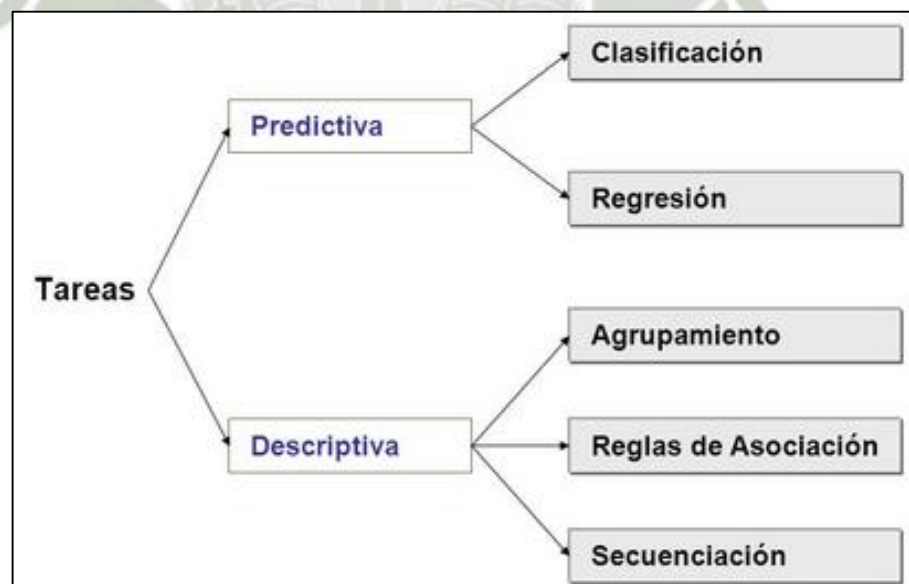 Tareas
Predictiva
Clasificación
Regresión
Descriptiva
Agrupamiento
Reglas de Asociación
Secuenciación